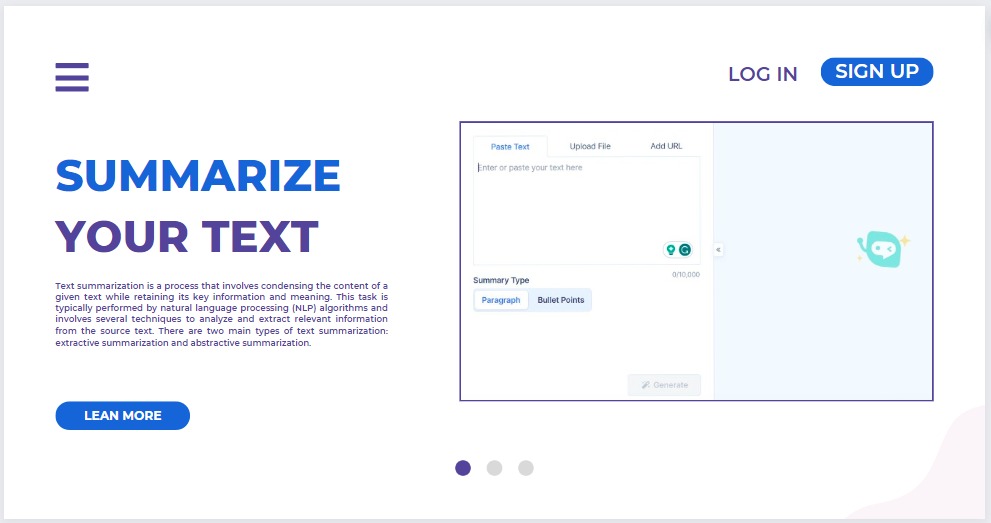 LOG IN
SIGN UP
SUMMARIZE
YOUR TEXT
Text summarization is a process that involves condensing the content of a
given text while retaining its key information and meaning. This task is
typically performed by natural language processing (NLP) algorithms and
involves several techniques to analyze and extract relevant information
from the source text. There are two main types of text summarization:
extractive summarization and abstractive summarization.
LEAN MORE
Paste Text
Upload File
Add URL
Enter or paste your text here
0/10,000
Summary Type
Paragraph
Bullet Points
Generate